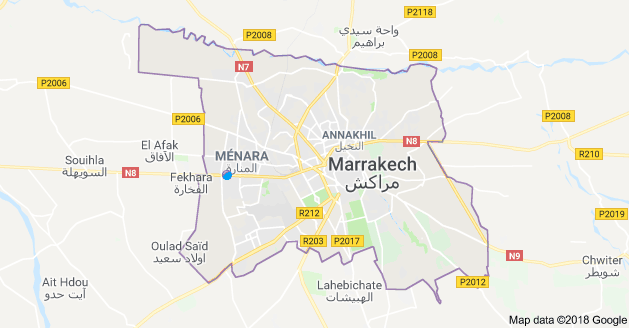 P2118
واحة سيدي
براهيم
P2008
P2008
N7
P2006
P2006
P2008
ANNAKHIL
النخيل
N8
R210
El Afak
الآفاق
MÉNARA
المنارة
Marrakech
مراكش
Souihla
السويهلة
N8
Fekhara
الفخارة
R212
P2019
Oulad Saïd
اولاد سعيد
R203
P2017
N9
Chwiter
شويطر
Ait Hdou
آيت حدو
Lahebichate
الهبيشات
P2012
Map data ©2018 Google